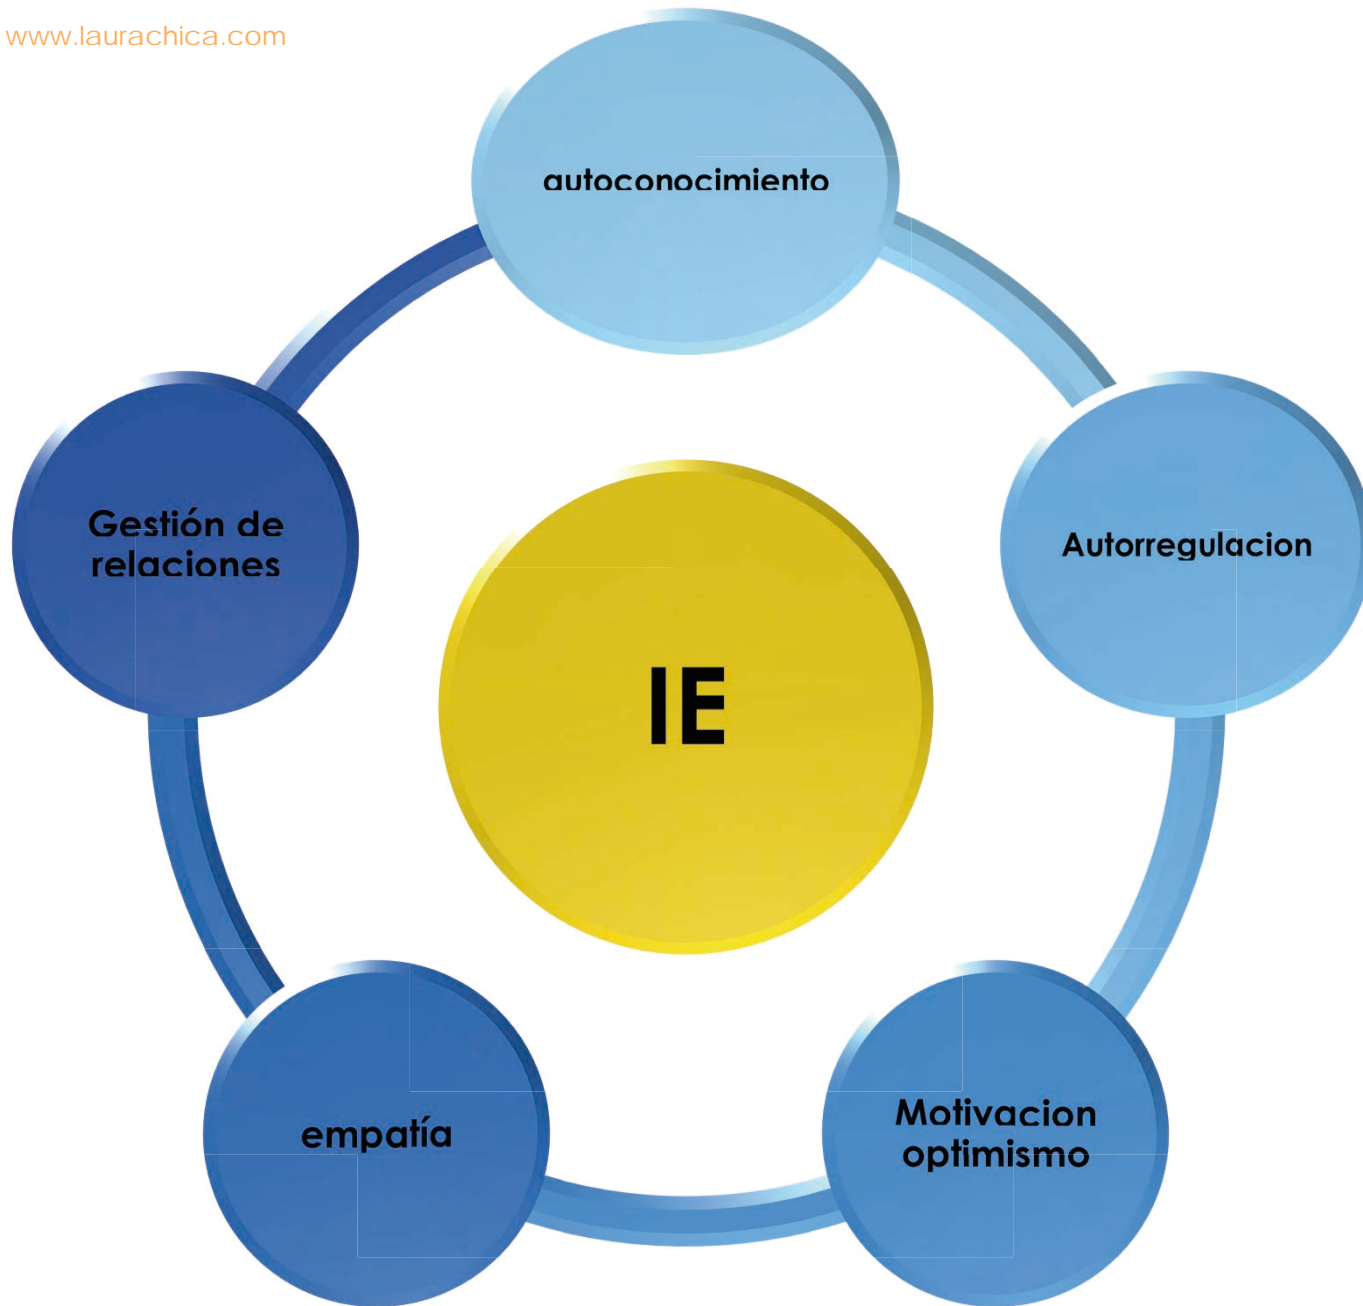 www.laurachica.com
autoconocimiento
Autorregulacion
Motivacion
optimismo
empatía
Gestión de
relaciones
IE